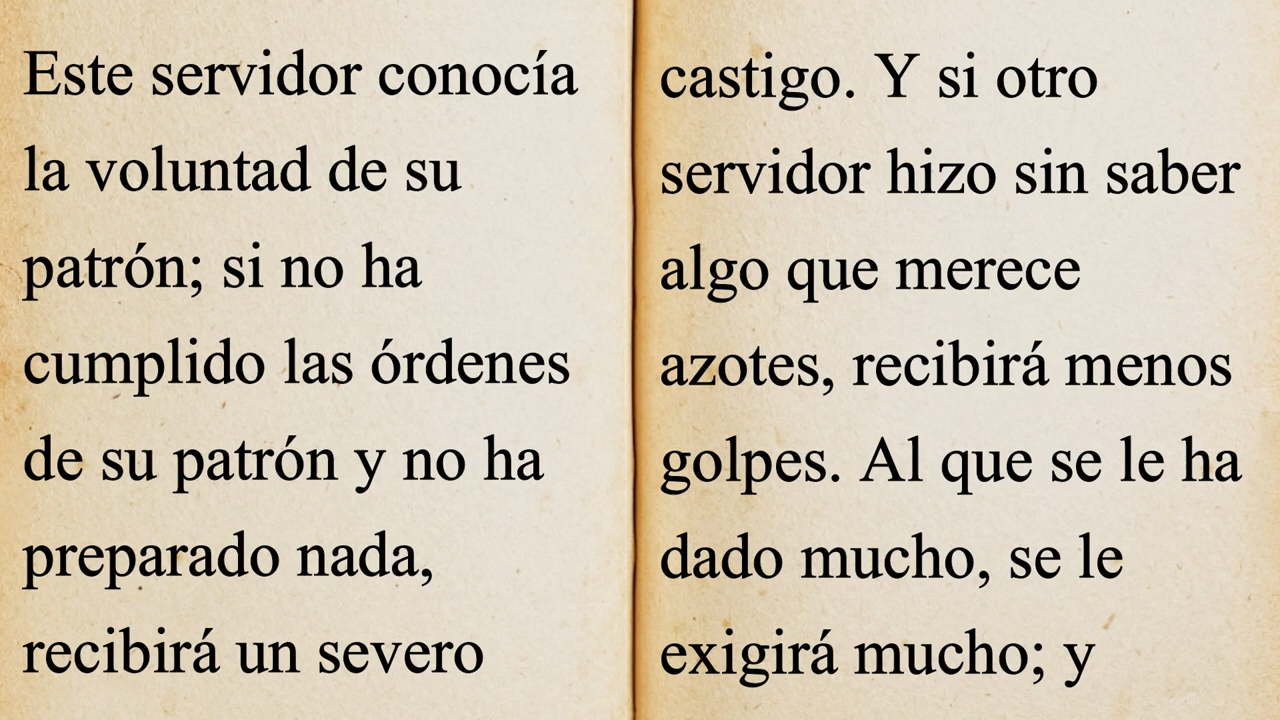 Este servidor conocía
la voluntad de su
patrón; si no ha
cumplido las órdenes
de su patrón y no ha
preparado nada,
recibirá un severo
castigo. Y si otro
servidor hizo sin saber
algo que merece
azotes, recibirá menos
golpes. Al que se le ha
dado mucho, se le
exigirá mucho; y